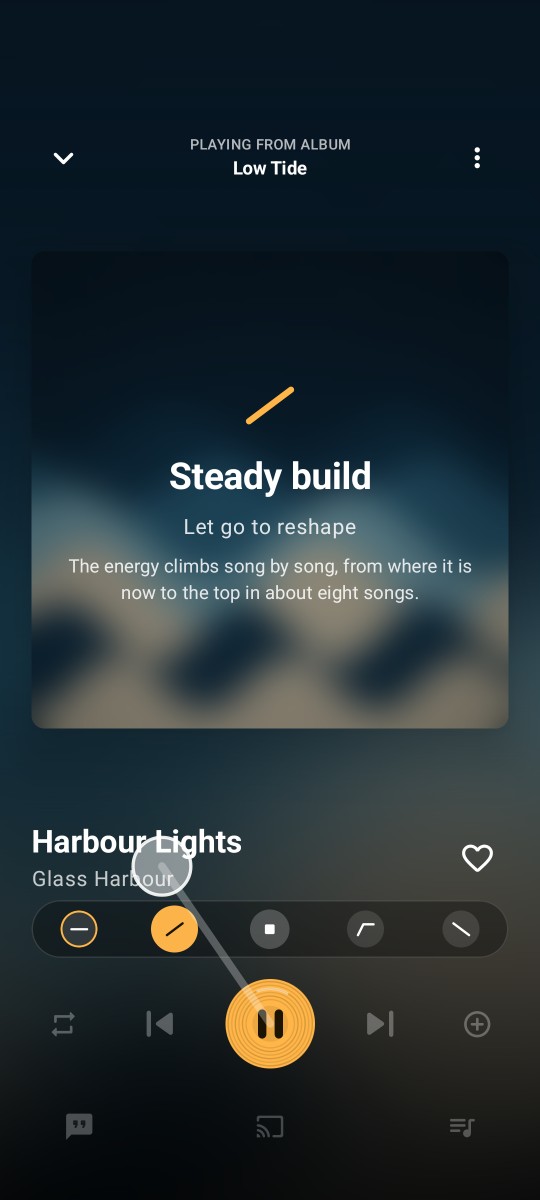 PLAYING FROM ALBUM
Low Tide
Steady build
Let go to reshape
The energy climbs song by song, from where it is
now to the top in about eight songs.
Harbour Lights
Glass Harbour